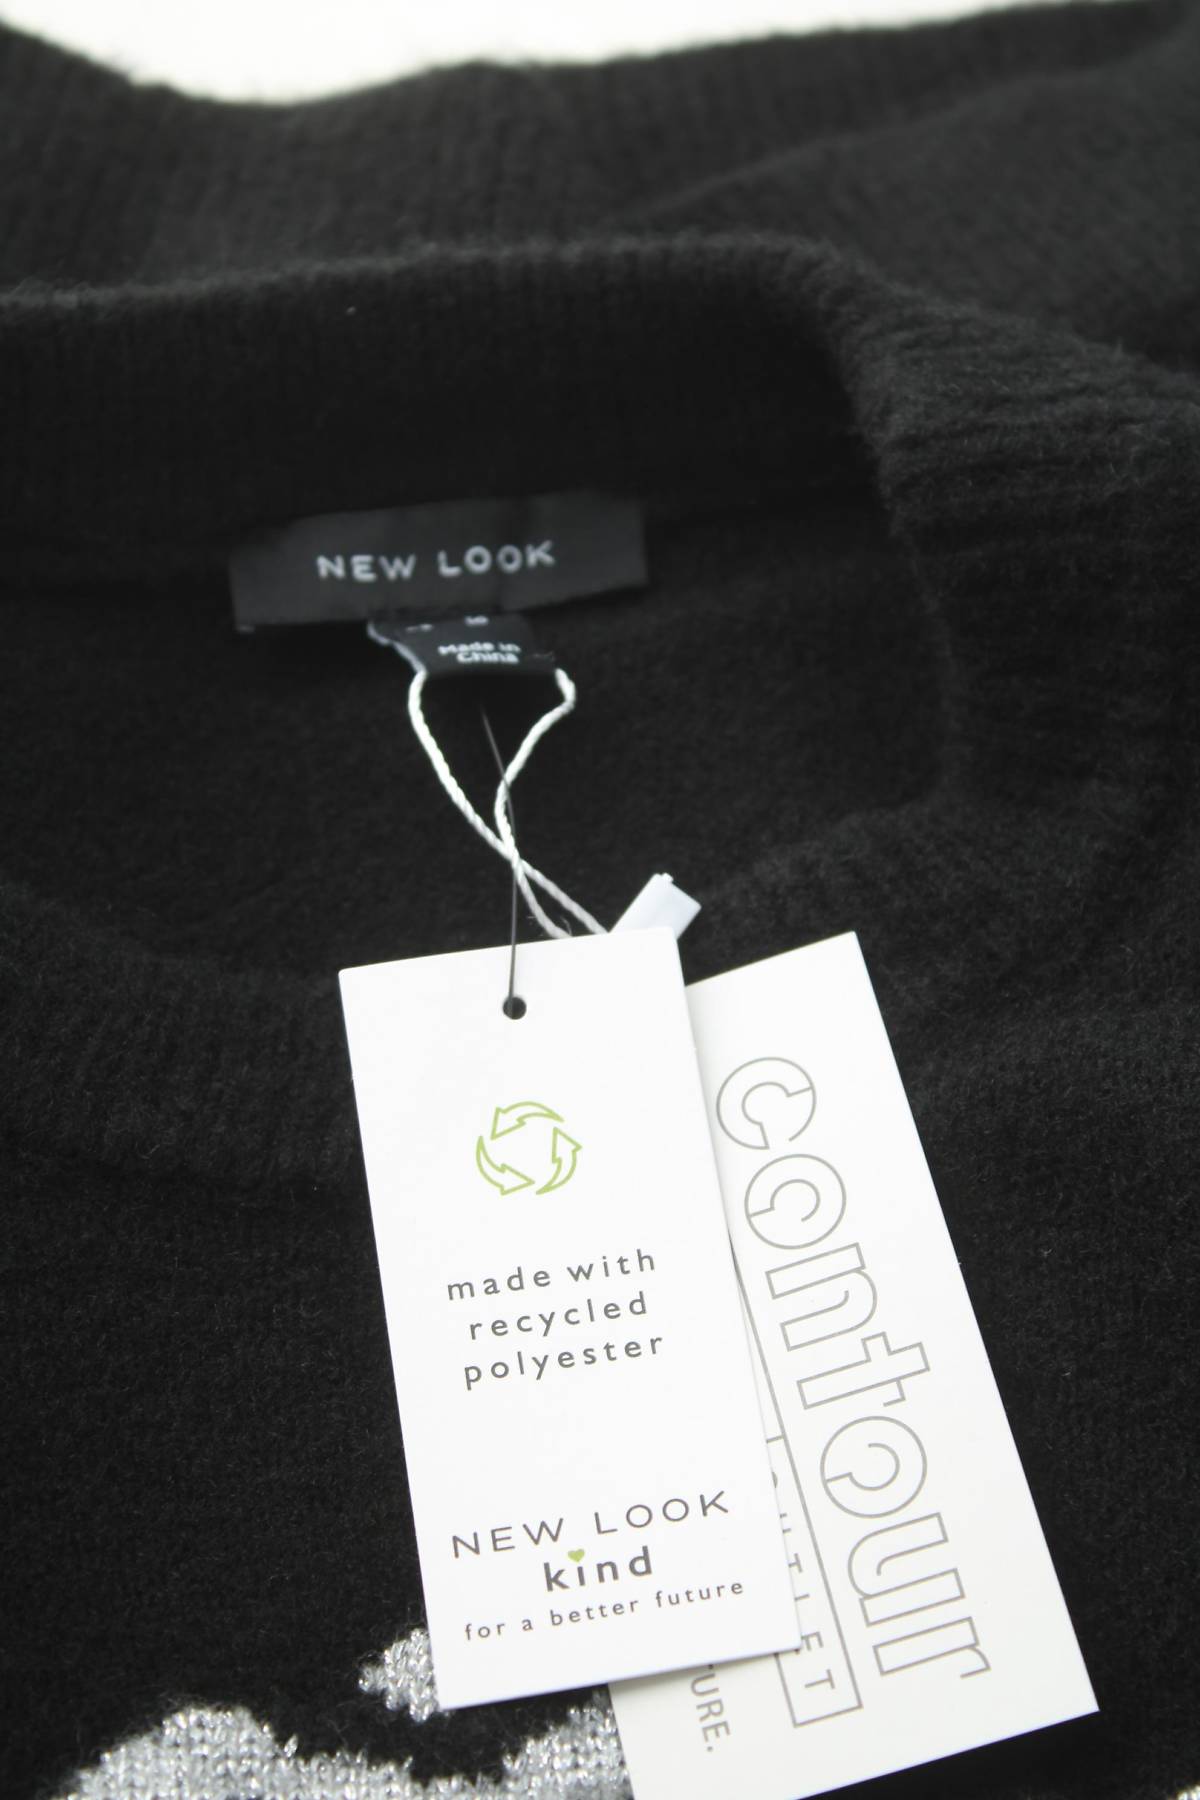 NEW LOOK
Made in
China
made with
recycled
polyester
NEW LOOK
kind
for a better future
contour